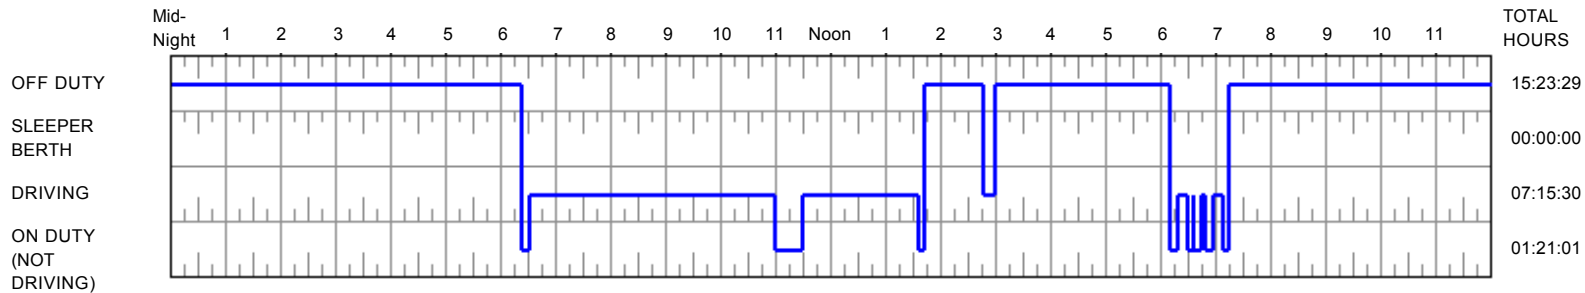 Mid-
Night 1 2 3 4 5 6 7 8 9 10 11 Noon 1 2 3 4 5 6 7 8 9 10 11 TOTAL
HOURS
OFF DUTY 15:23:29
SLEEPER
BERTH 00:00:00
DRIVING 07:15:30
ON DUTY
(NOT
DRIVING) 01:21:01